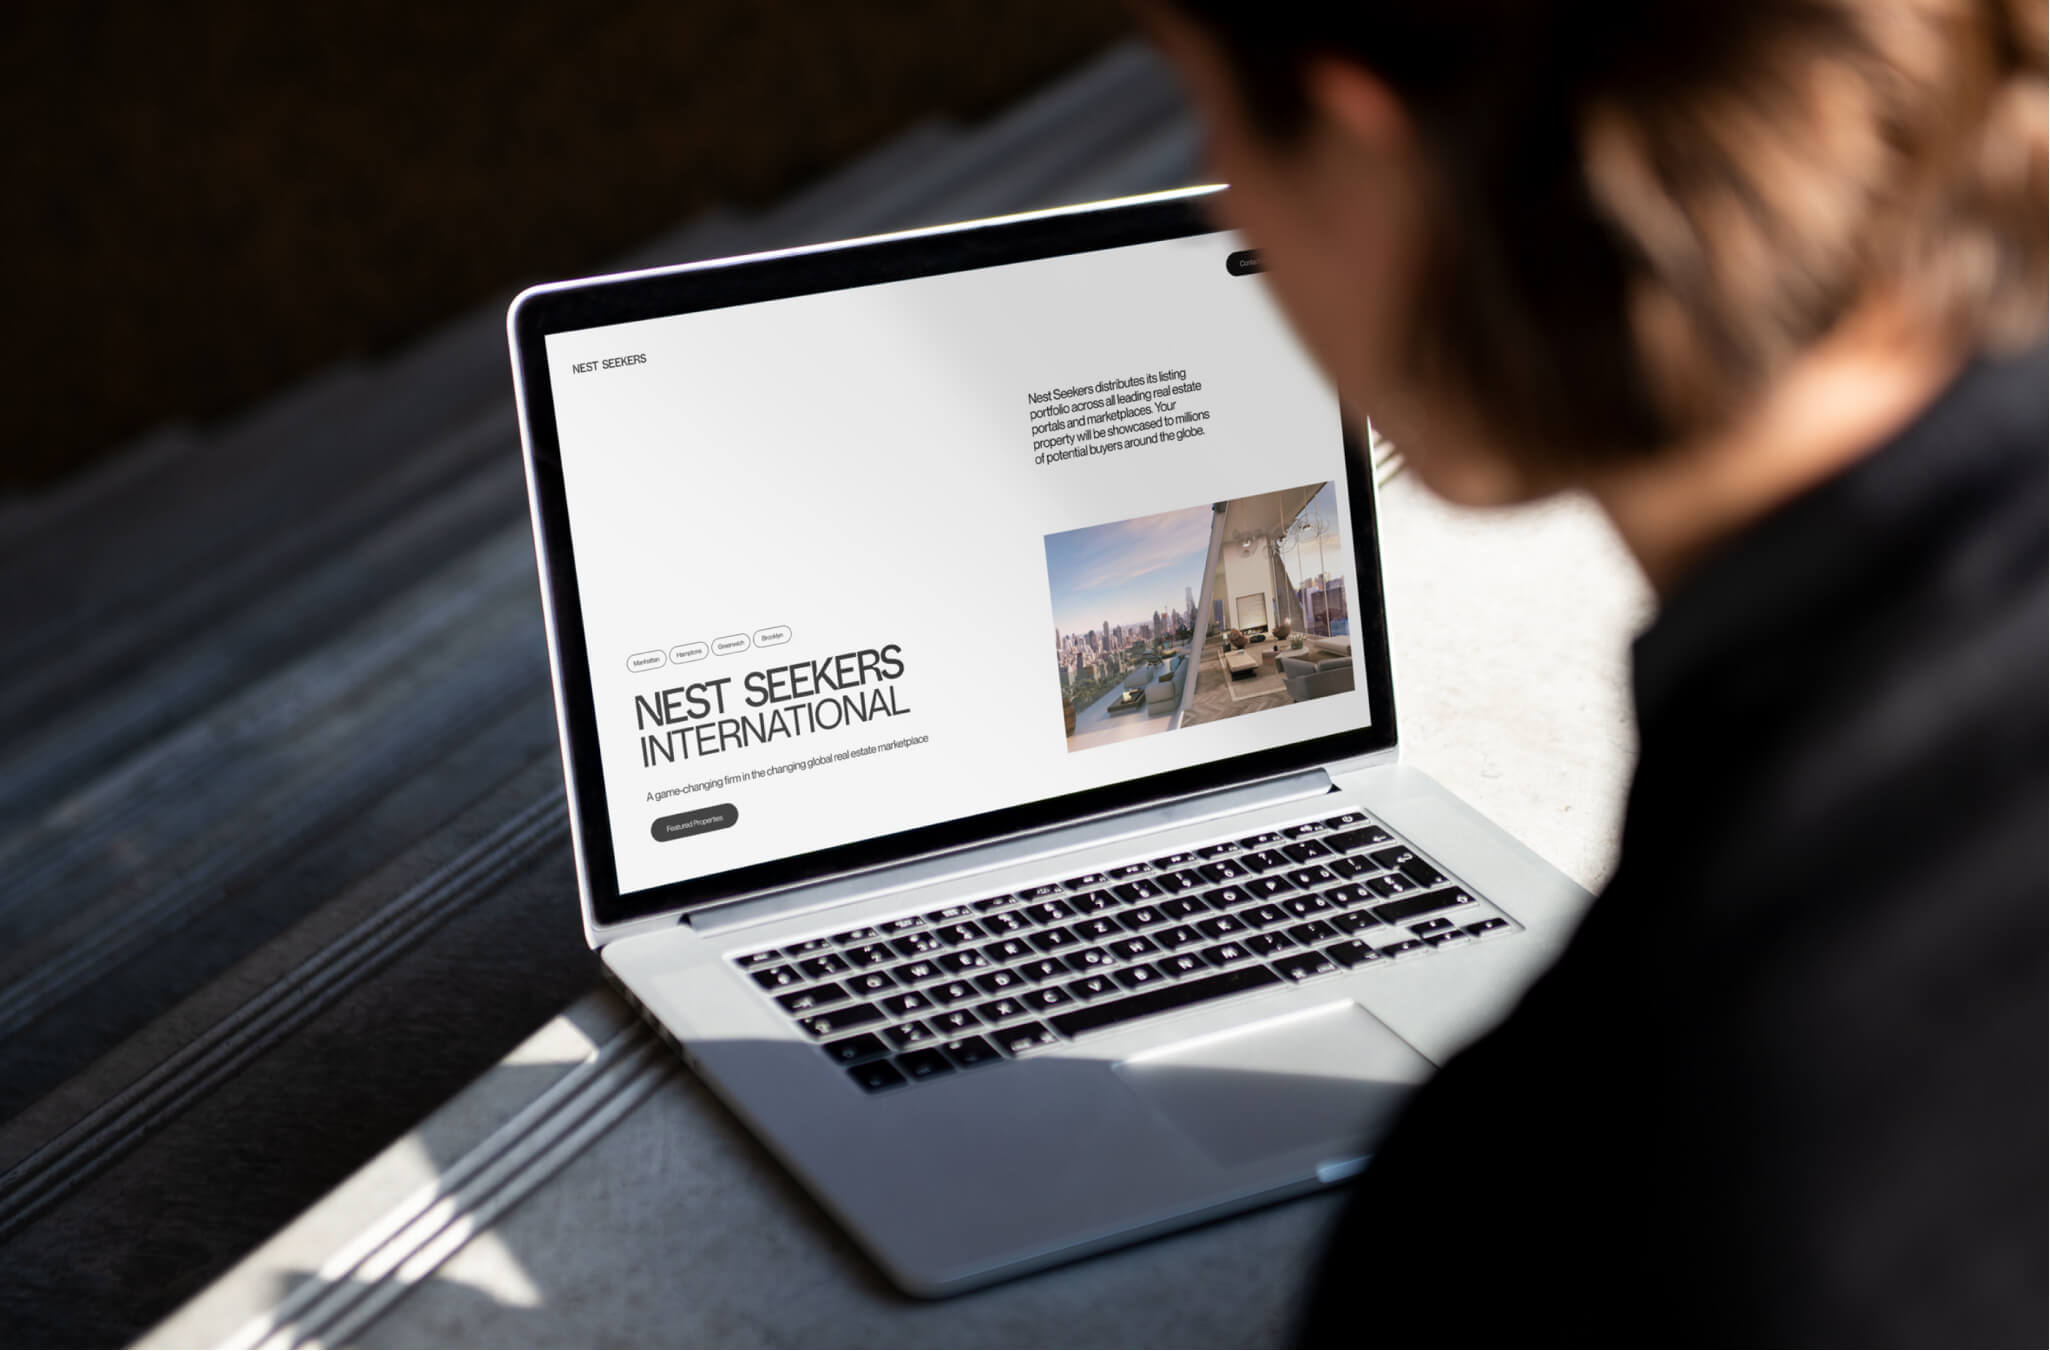 NEST SEEKERS
Nest Seekers distributes its listing
portfolio across all leading real estate
portals and marketplaces. Your
property will be showcased to millions
of potential buyers around the globe.
Manhattan Hamptons Greenwich Brooklyn
NEST SEEKERS
INTERNATIONAL
A game-changing firm in the changing global real estate marketplace
Featured Properties